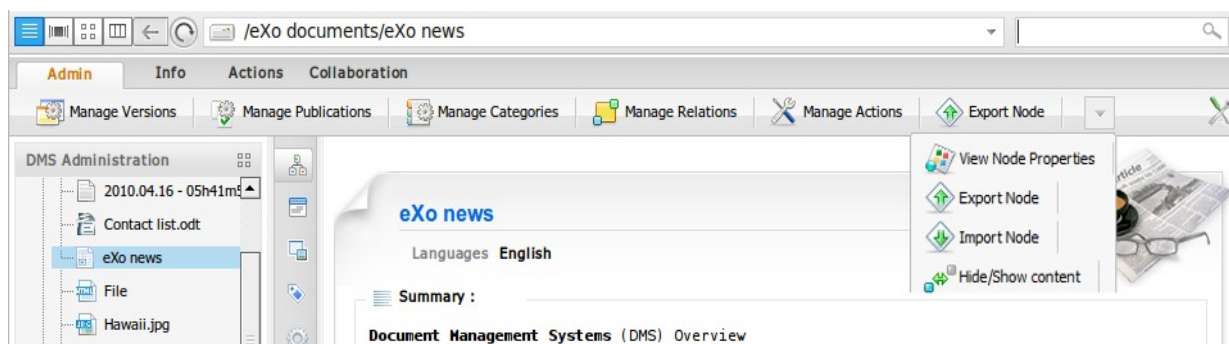 /eXo documents/eXo news
Admin Info Actions Collaboration
Manage Versions Manage Publications Manage Categories Manage Relations Manage Actions Export Node
DMS Administration
2010.04.16 - 05h41m
Contact list.odt
eXo news
File
Hawaii.jpg
View Node Properties
Export Node
Import Node
Hide/Show content
eXo news
Languages English
Summary :
Document Management Systems (DMS) Overview